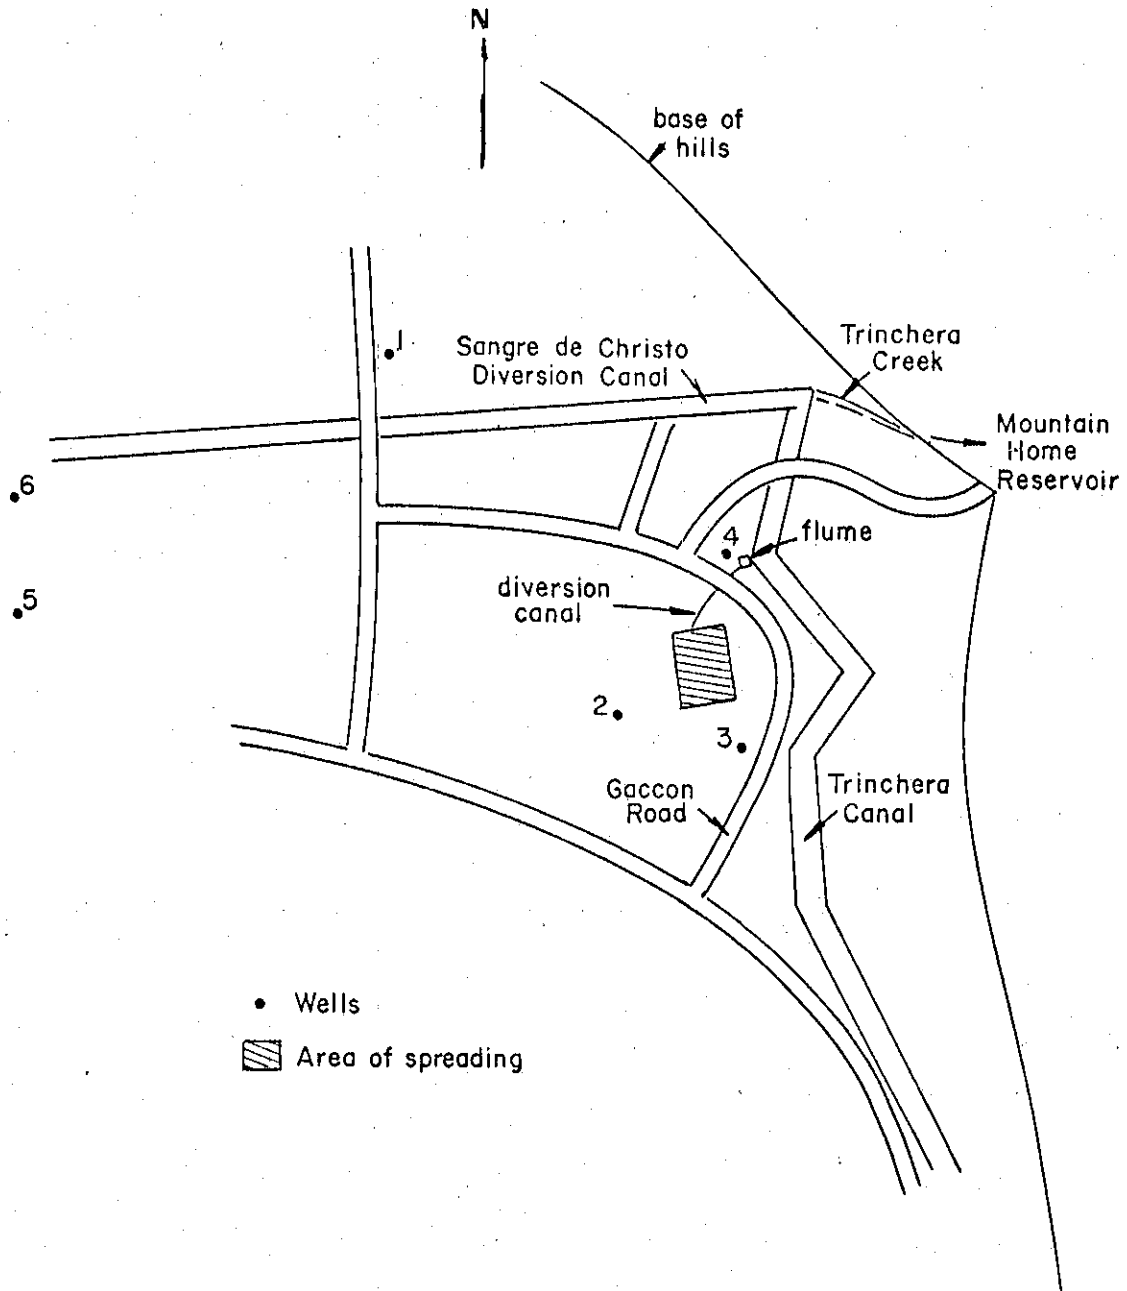 N
base of
hills
1
Sangre de Christo
Diversion Canal
Trinchera
Creek
Mountain
Home
Reservoir
6
4
flume
5
diversion
canal
2
3
Gaccon
Road
Trinchera
Canal
Wells
Area of spreading